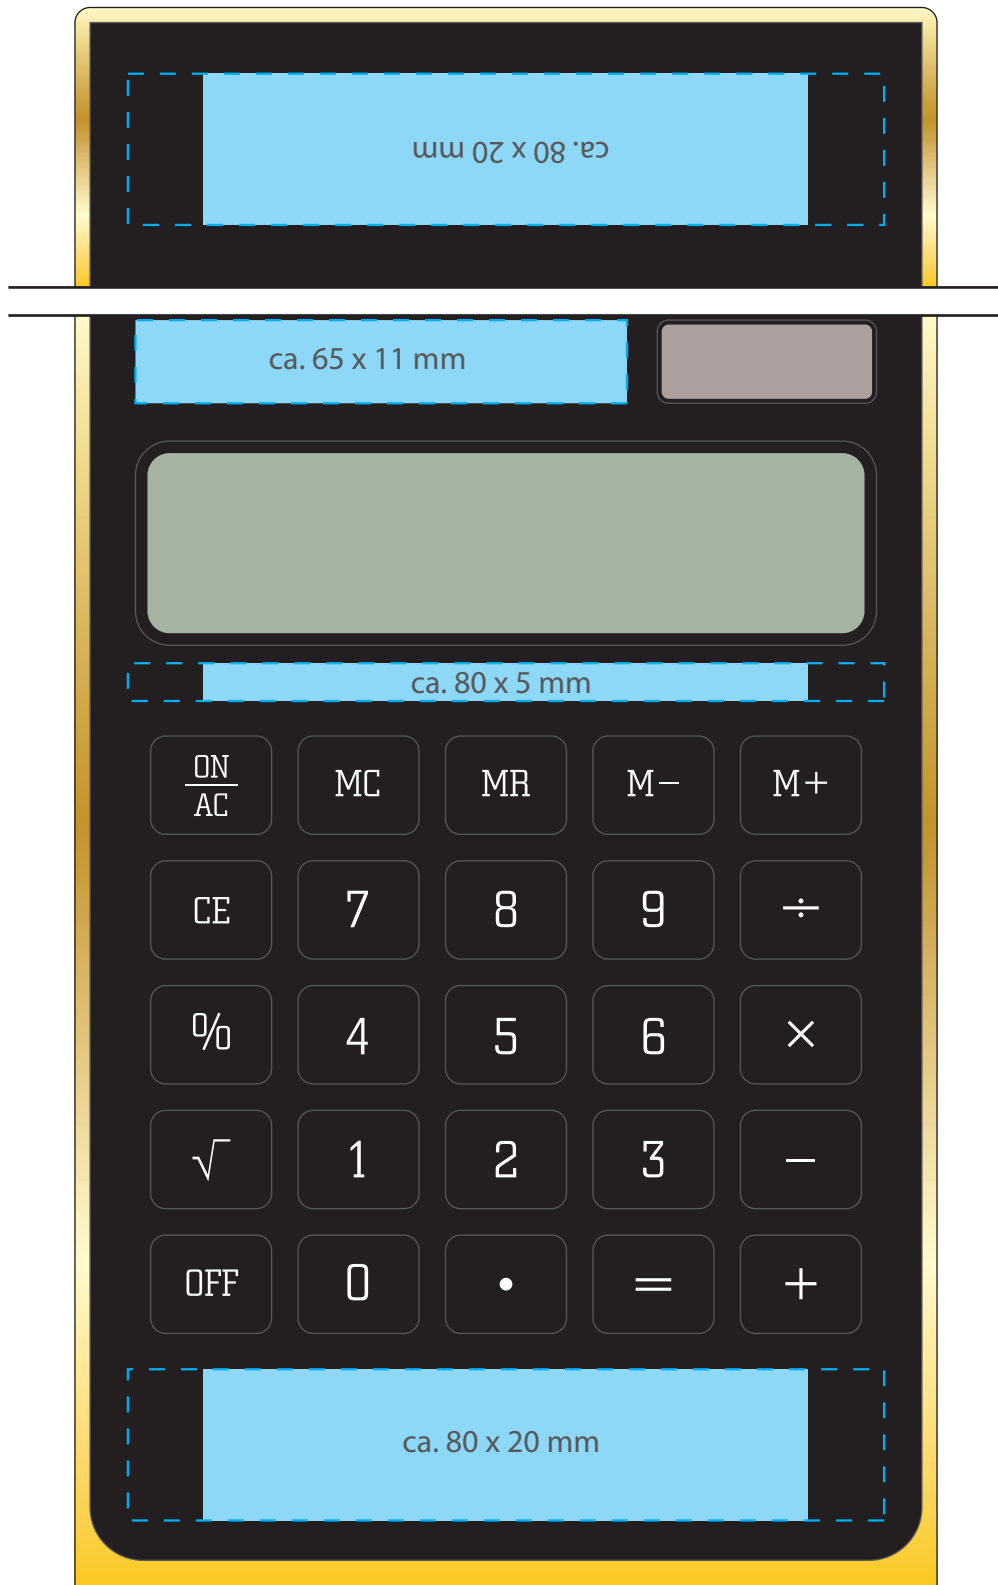 ca. 80 x 20 mm
ca. 65 x 11 mm
ca. 80 x 5 mm
ON MC MR M− M+
AC
CE 7 8 9 ÷
% 4 5 6 ×
√ 1 2 3 −
OFF 0 . = +
ca. 80 x 20 mm